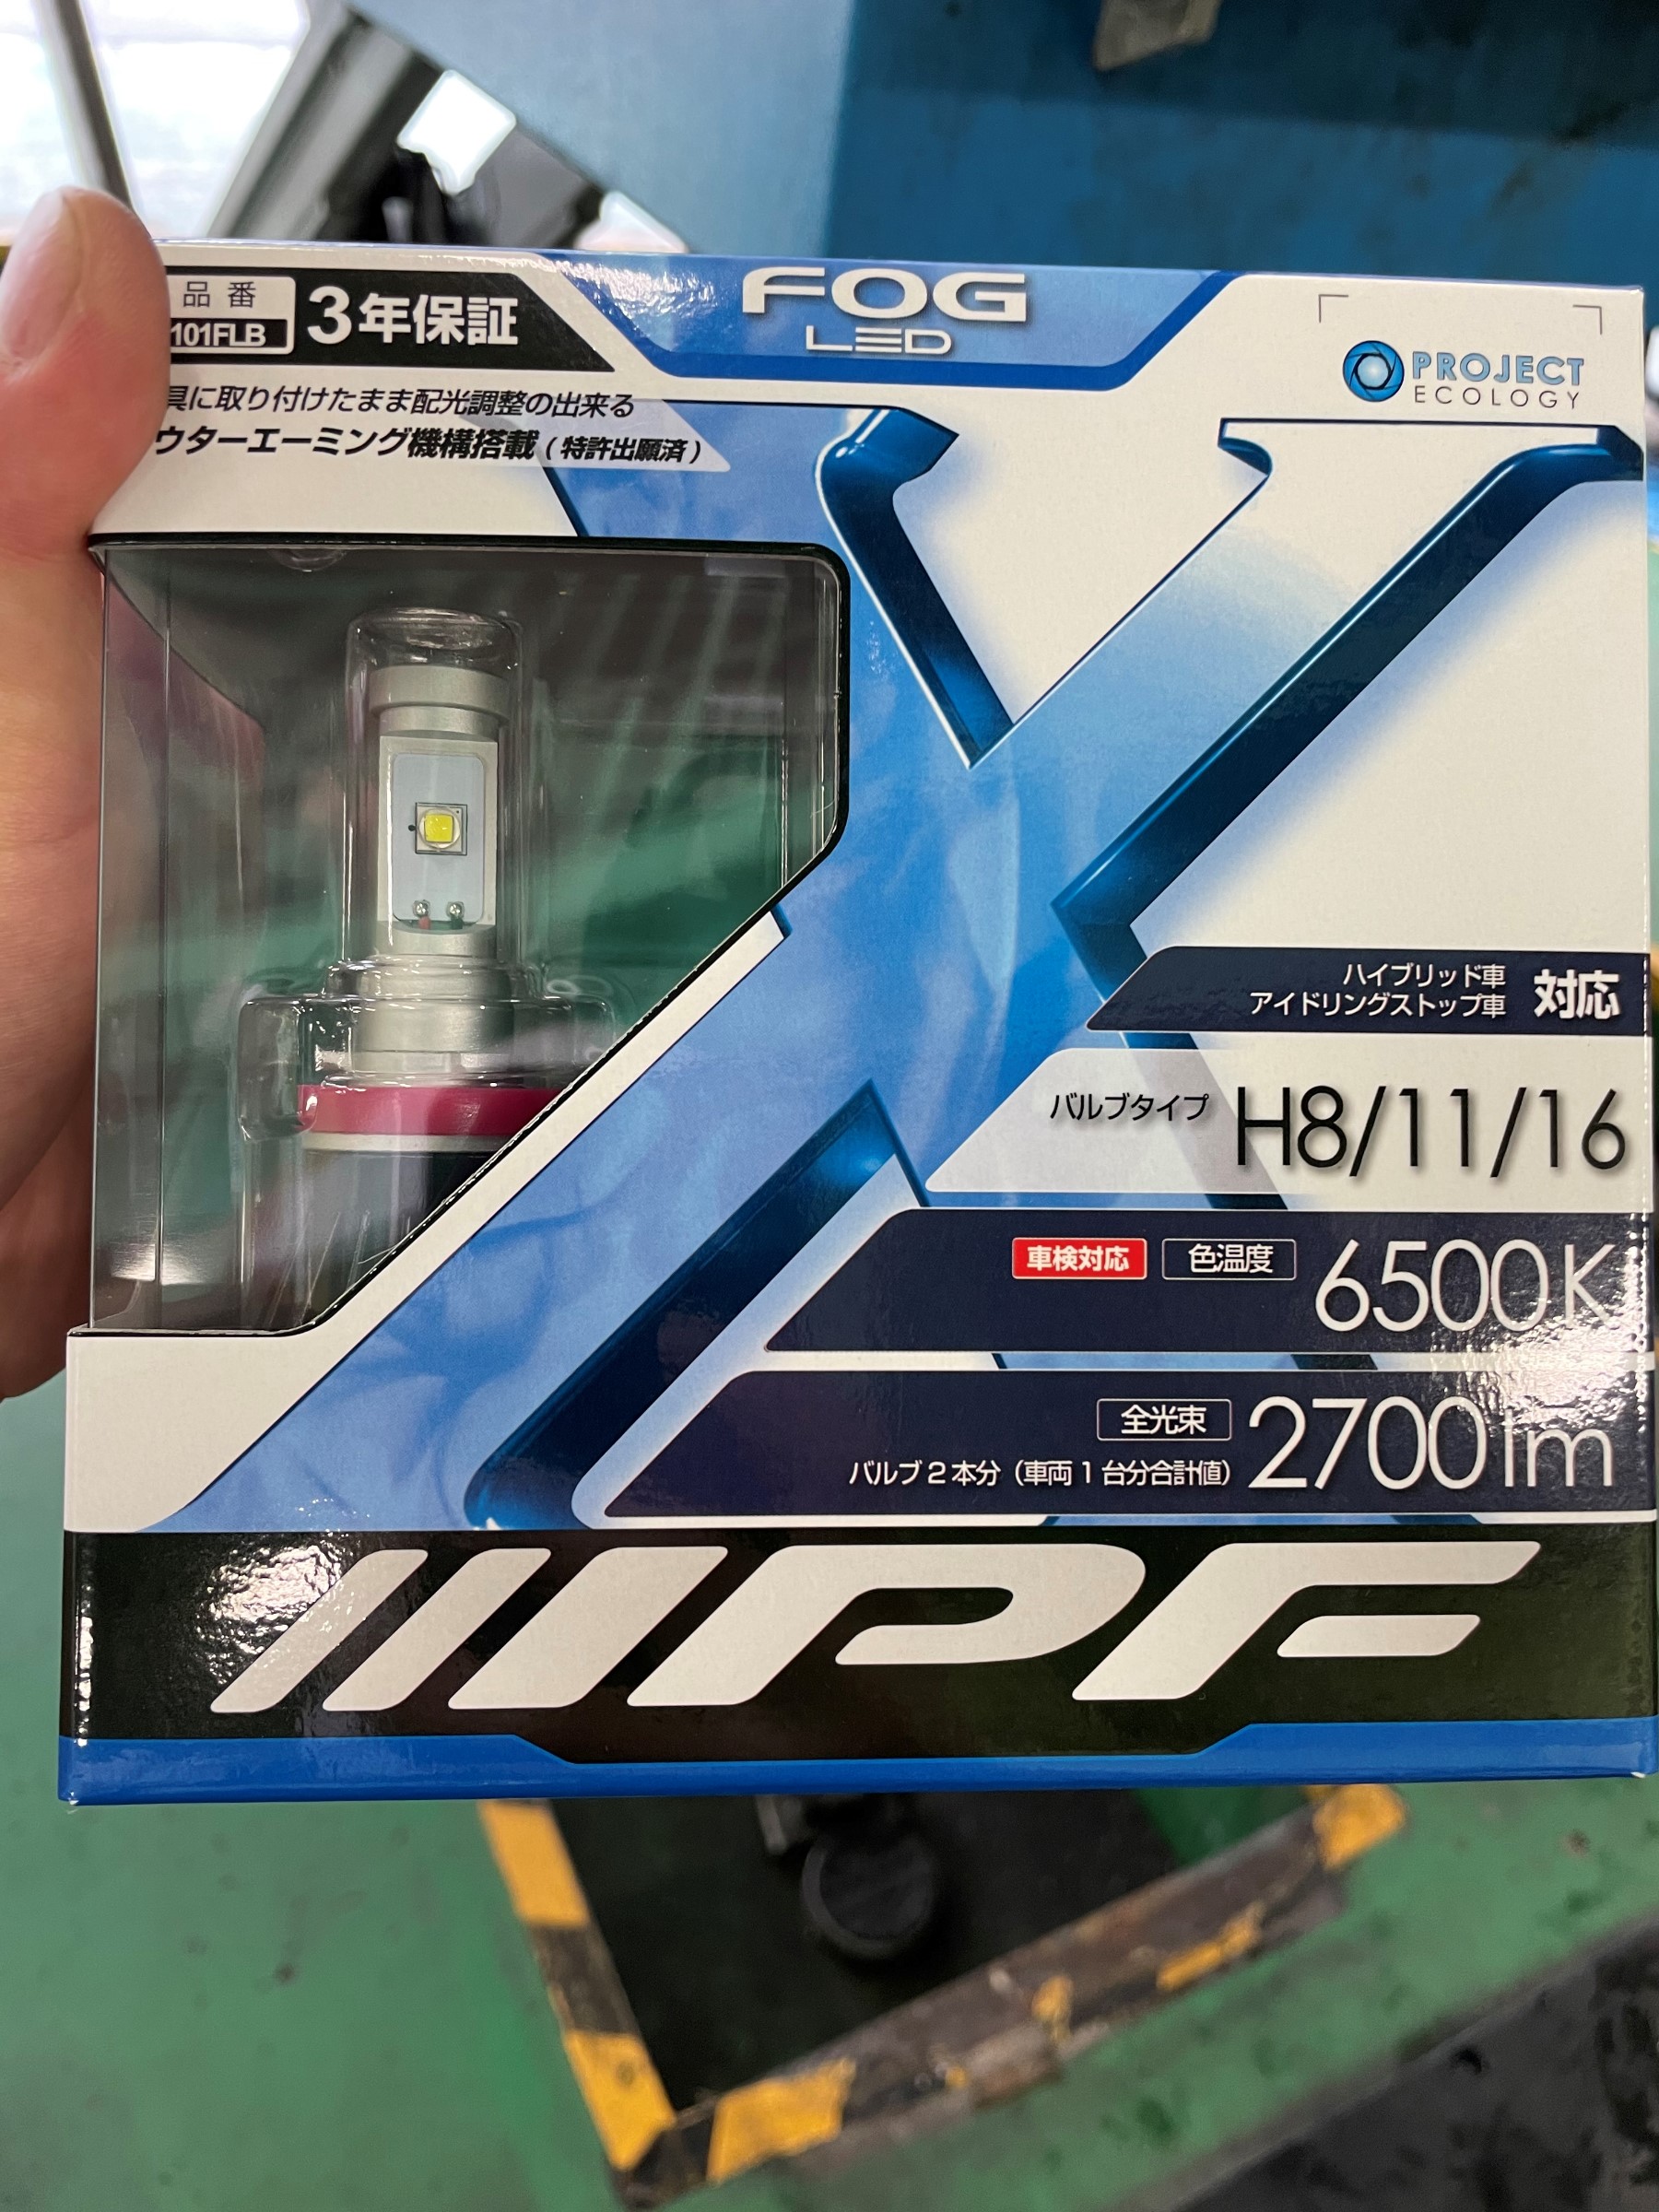 品番
101FLB
3年保証
FOG
LED
PROJECT
ECOLOGY
具に取り付けたまま配光調整の出来る
ウターエーミング機構搭載(特許出願済)
ハイブリッド車
アイドリングストップ車
対応
バルブタイプ H8/11/16
車検対応 色温度 6500K
全光束 2700lm
バルブ2本分(車両1台分合計値)
IPF